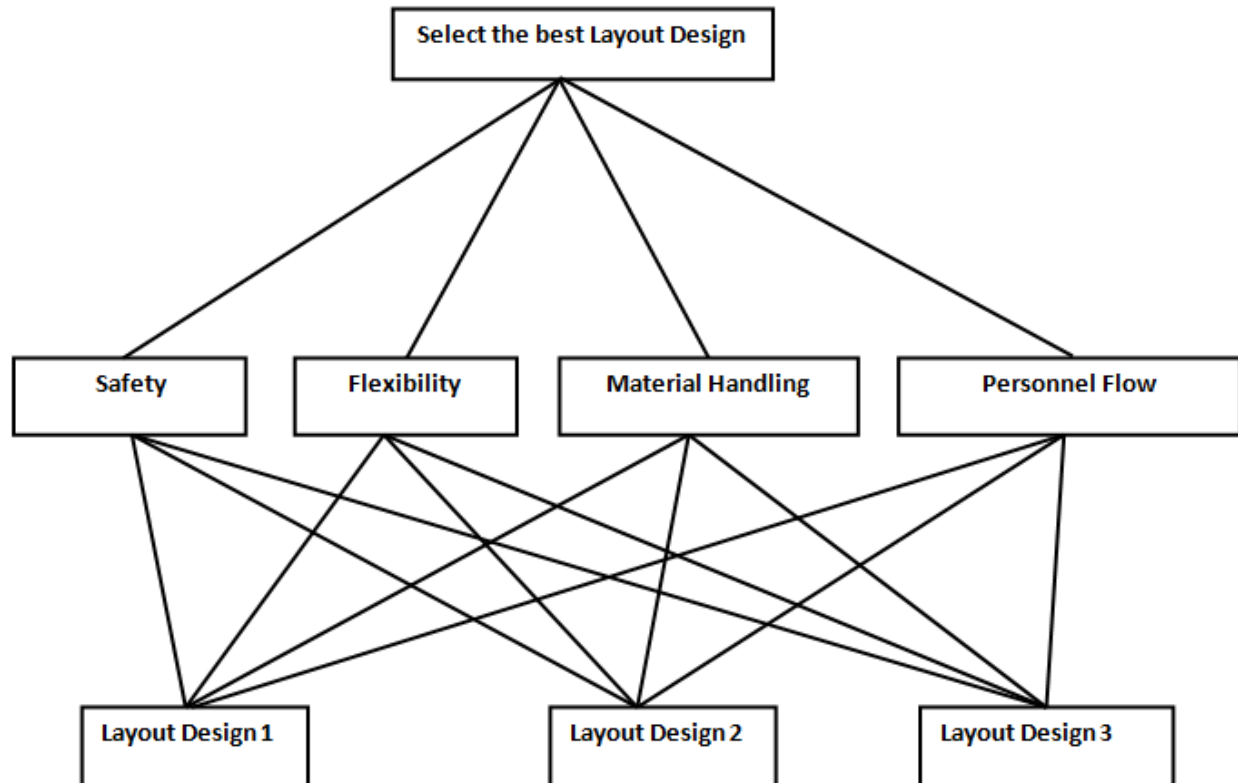 Select the best Layout Design
Safety
Flexibility
Material Handling
Personnel Flow
Layout Design 1
Layout Design 2
Layout Design 3